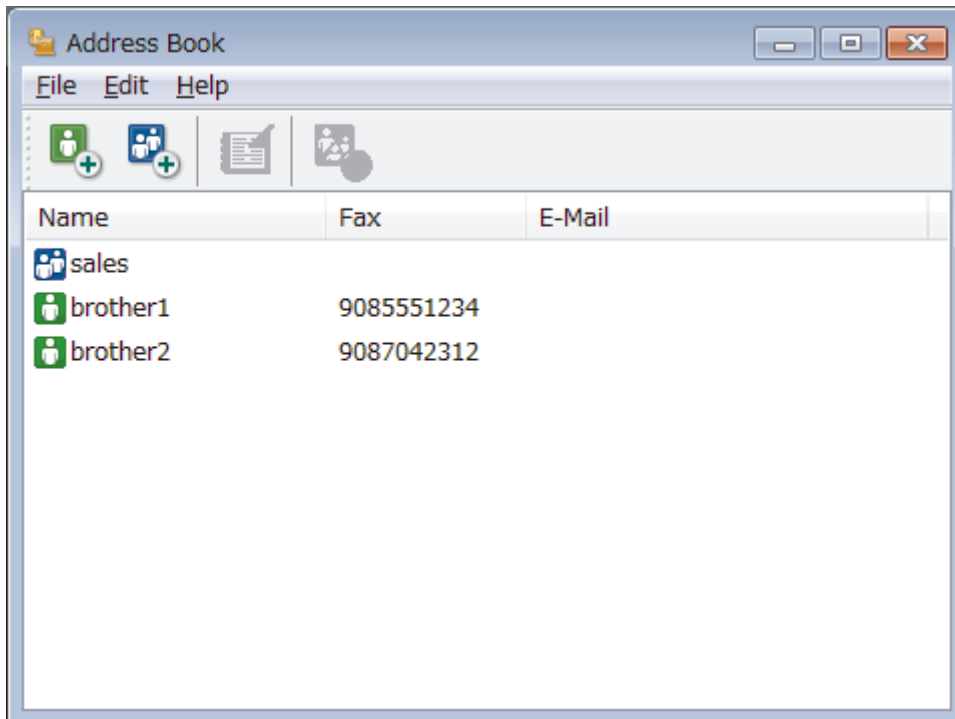 Address Book
File Edit Help
Name Fax E-Mail
sales
brother1 9085551234
brother2 9087042312